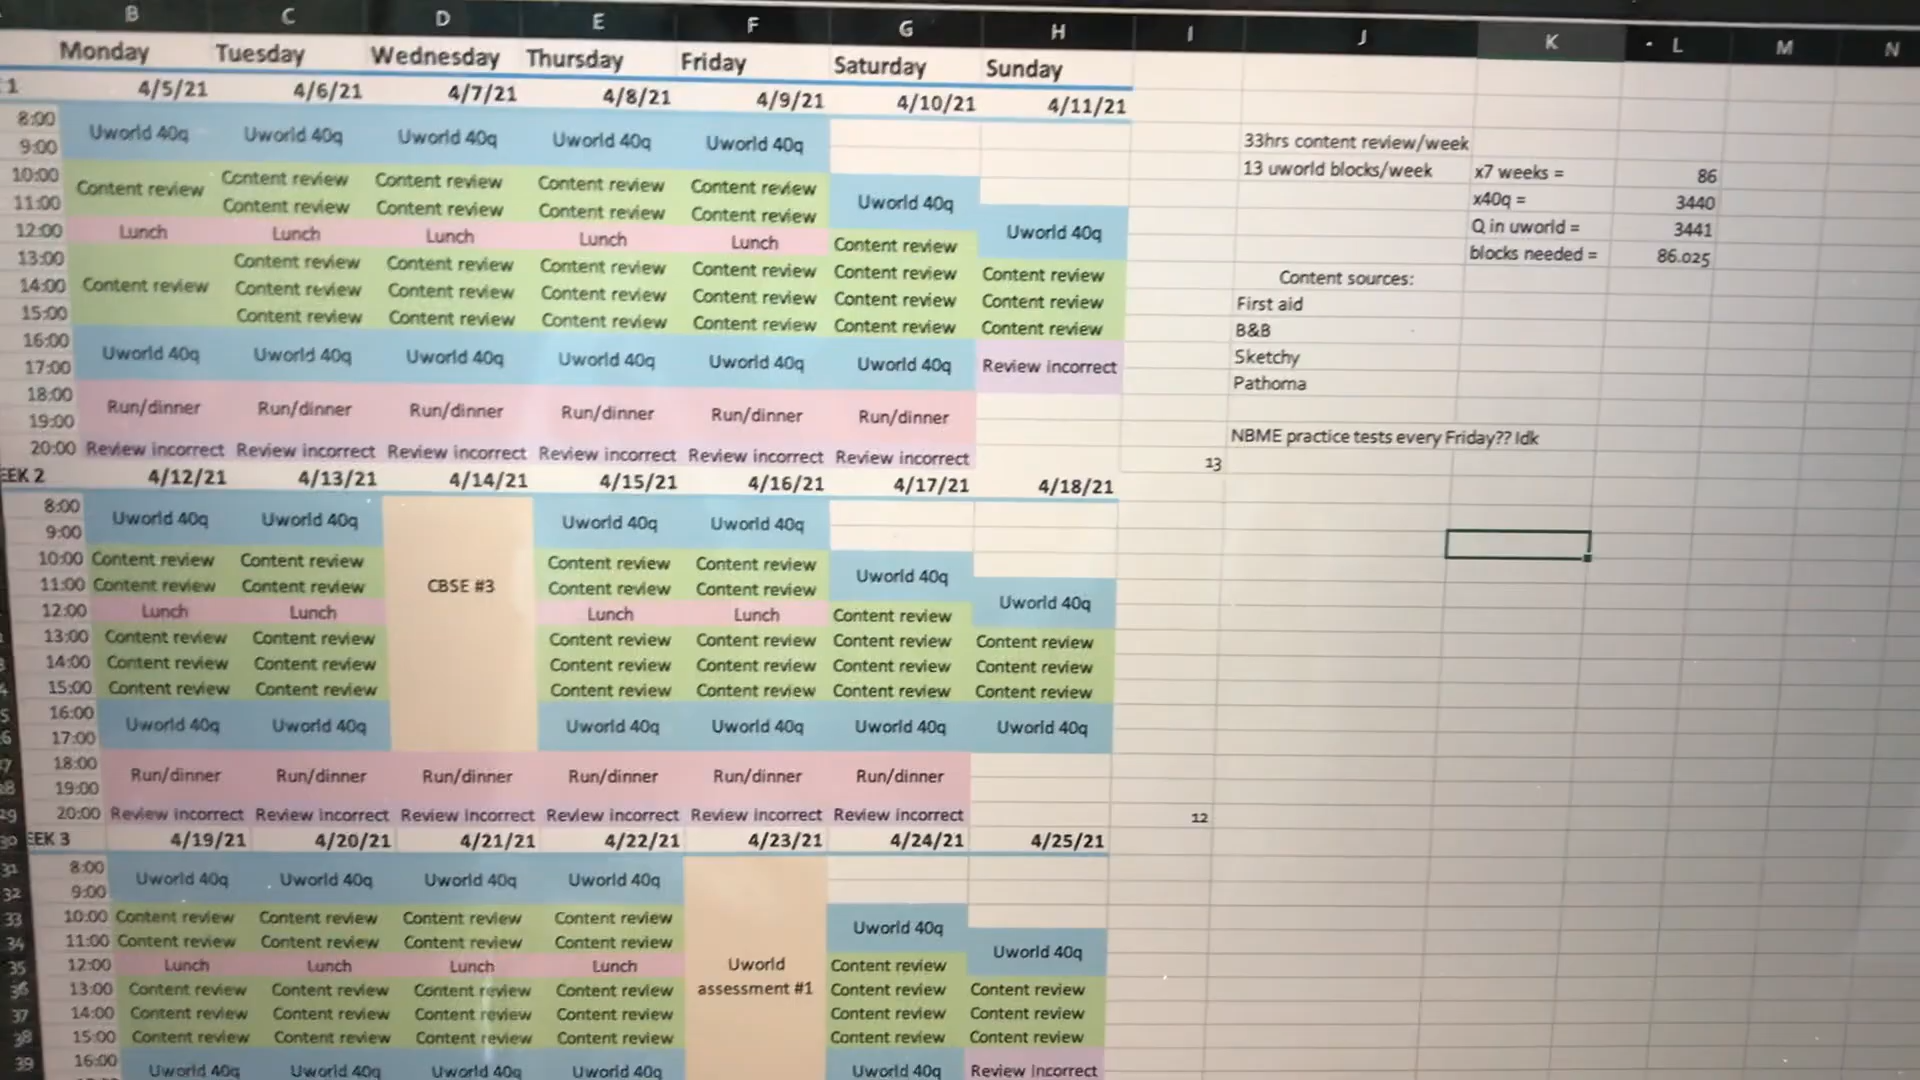 B C D E F G H I J K L M N
Monday Tuesday Wednesday Thursday Friday Saturday Sunday
1 4/5/21 4/6/21 4/7/21 4/8/21 4/9/21 4/10/21 4/11/21
8:00 Uworld 40q Uworld 40q Uworld 40q Uworld 40q Uworld 40q
9:00
33hrs content review/week
10:00 Content review Content review Content review Content review Content review Uworld 40q
13 uworld blocks/week x7 weeks = 86
11:00 Content review Content review Content review Content review
x40q = 3440
12:00 Lunch Lunch Lunch Lunch Lunch Content review Uworld 40q
Q in uworld = 3441
13:00 Content review Content review Content review Content review Content review Content review
blocks needed = 86.025
14:00 Content review Content review Content review Content review Content review Content review Content review
Content sources:
15:00 Content review Content review Content review Content review Content review Content review
First aid
16:00 Uworld 40q Uworld 40q Uworld 40q Uworld 40q Uworld 40q Uworld 40q Review incorrect
B&B
17:00
Sketchy
18:00 Run/dinner Run/dinner Run/dinner Run/dinner Run/dinner Run/dinner
Pathoma
19:00
20:00 Review incorrect Review incorrect Review incorrect Review incorrect Review incorrect Review incorrect
NBME practice tests every Friday?? Idk
13
EEK 2 4/12/21 4/13/21 4/14/21 4/15/21 4/16/21 4/17/21 4/18/21
8:00 Uworld 40q Uworld 40q Uworld 40q Uworld 40q
9:00
10:00 Content review Content review CBSE #3 Content review Content review Uworld 40q
11:00 Content review Content review Content review Content review Uworld 40q
12:00 Lunch Lunch Lunch Lunch Content review
13:00 Content review Content review Content review Content review Content review Content review
14:00 Content review Content review Content review Content review Content review Content review
15:00 Content review Content review Content review Content review Content review Content review
16:00 Uworld 40q Uworld 40q Uworld 40q Uworld 40q Uworld 40q Uworld 40q
17:00
18:00 Run/dinner Run/dinner Run/dinner Run/dinner Run/dinner Run/dinner
19:00
20:00 Review incorrect Review incorrect Review incorrect Review incorrect Review incorrect Review incorrect 12
30 EEK 3 4/19/21 4/20/21 4/21/21 4/22/21 4/23/21 4/24/21 4/25/21
31 8:00 Uworld 40q Uworld 40q Uworld 40q Uworld 40q
32 9:00
33 10:00 Content review Content review Content review Content review Uworld 40q
34 11:00 Content review Content review Content review Content review Uworld 40q
35 12:00 Lunch Lunch Lunch Lunch Uworld assessment #1 Content review
36 13:00 Content review Content review Content review Content review Content review Content review
37 14:00 Content review Content review Content review Content review Content review Content review
38 15:00 Content review Content review Content review Content review Content review Content review
39 16:00 Uworld 40q Uworld 40q Uworld 40q Uworld 40q Uworld 40q Review incorrect